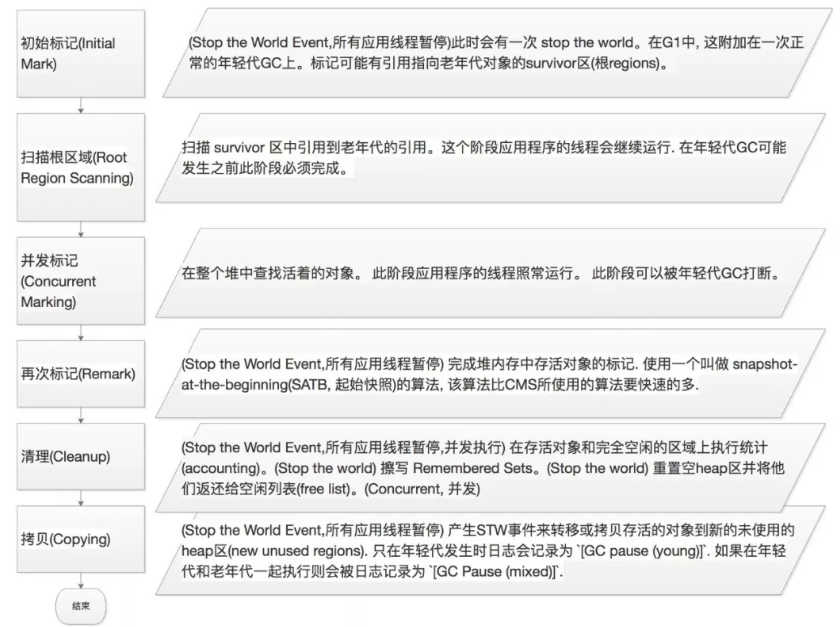 初始标记(Initial
Mark)
(Stop the World Event,所有应用线程暂停)此时会有一次 stop the world。在G1中, 这附加在一次正
常的年轻代GC上。标记可能有引用指向老年代对象的survivor区(根regions)。
扫描根区域(Root
Region Scanning)
扫描 survivor 区中引用到老年代的引用。这个阶段应用程序的线程会继续运行. 在年轻代GC可能
发生之前此阶段必须完成。
并发标记
(Concurrent
Marking)
在整个堆中查找活着的对象。 此阶段应用程序的线程照常运行。 此阶段可以被年轻代GC打断。
再次标记(Remark)
(Stop the World Event,所有应用线程暂停) 完成堆内存中存活对象的标记. 使用一个叫做 snapshot-
at-the-beginning(SATB, 起始快照)的算法, 该算法比CMS所使用的算法要快速的多.
清理(Cleanup)
(Stop the World Event,所有应用线程暂停,并发执行) 在存活对象和完全空闲的区域上执行统计
(accounting)。(Stop the world) 擦写 Remembered Sets。(Stop the world) 重置空heap区并将他
们返还给空闲列表(free list)。(Concurrent, 并发)
拷贝(Copying)
(Stop the World Event,所有应用线程暂停) 产生STW事件来转移或拷贝存活的对象到新的未使用的
heap区(new unused regions). 只在年轻代发生时日志会记录为 `[GC pause (young)]`. 如果在年轻
代和老年代一起执行则会被日志记录为 `[GC Pause (mixed)]`.
结束